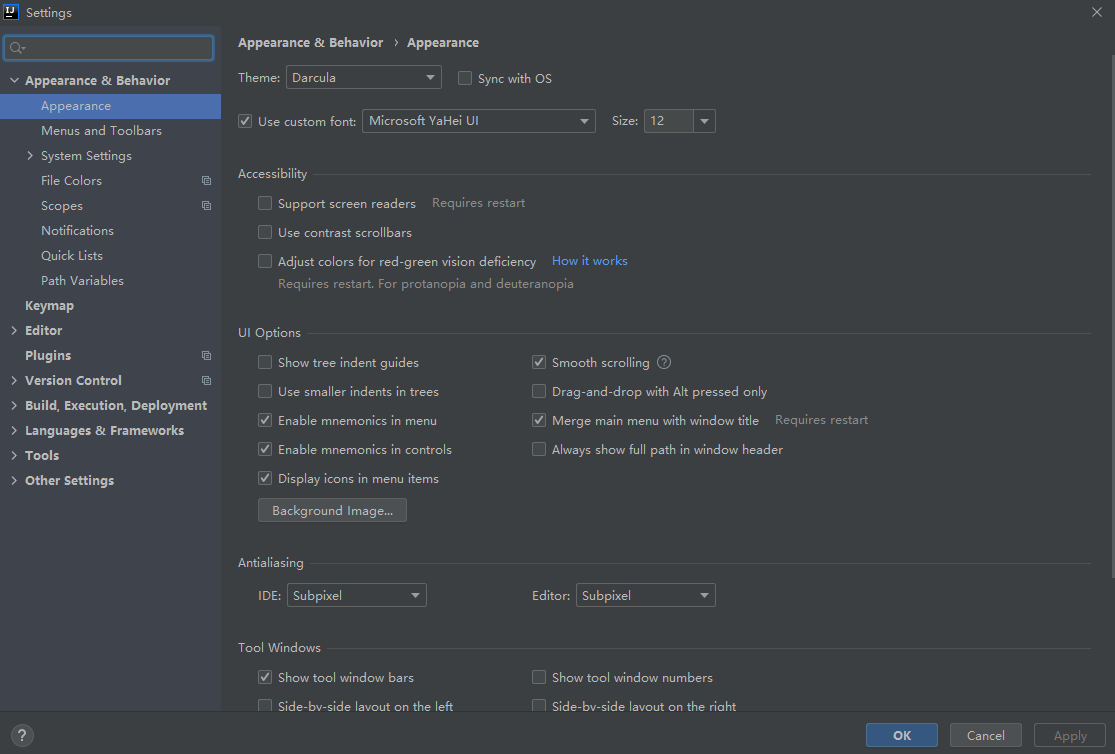 IJ Settings
Appearance & Behavior
Appearance
Menus and Toolbars
System Settings
File Colors
Scopes
Notifications
Quick Lists
Path Variables
Keymap
Editor
Plugins
Version Control
Build, Execution, Deployment
Languages & Frameworks
Tools
Other Settings
Appearance & Behavior › Appearance
Theme: Darcula Sync with OS
Use custom font: Microsoft YaHei UI Size: 12
Accessibility
Support screen readers Requires restart
Use contrast scrollbars
Adjust colors for red-green vision deficiency How it works
Requires restart. For protanopia and deuteranopia
UI Options
Show tree indent guides Smooth scrolling ?
Use smaller indents in trees Drag-and-drop with Alt pressed only
Enable mnemonics in menu Merge main menu with window title Requires restart
Enable mnemonics in controls Always show full path in window header
Display icons in menu items
Background Image...
Antialiasing
IDE: Subpixel Editor: Subpixel
Tool Windows
Show tool window bars Show tool window numbers
Side-by-side layout on the left Side-by-side layout on the right
? OK Cancel Apply